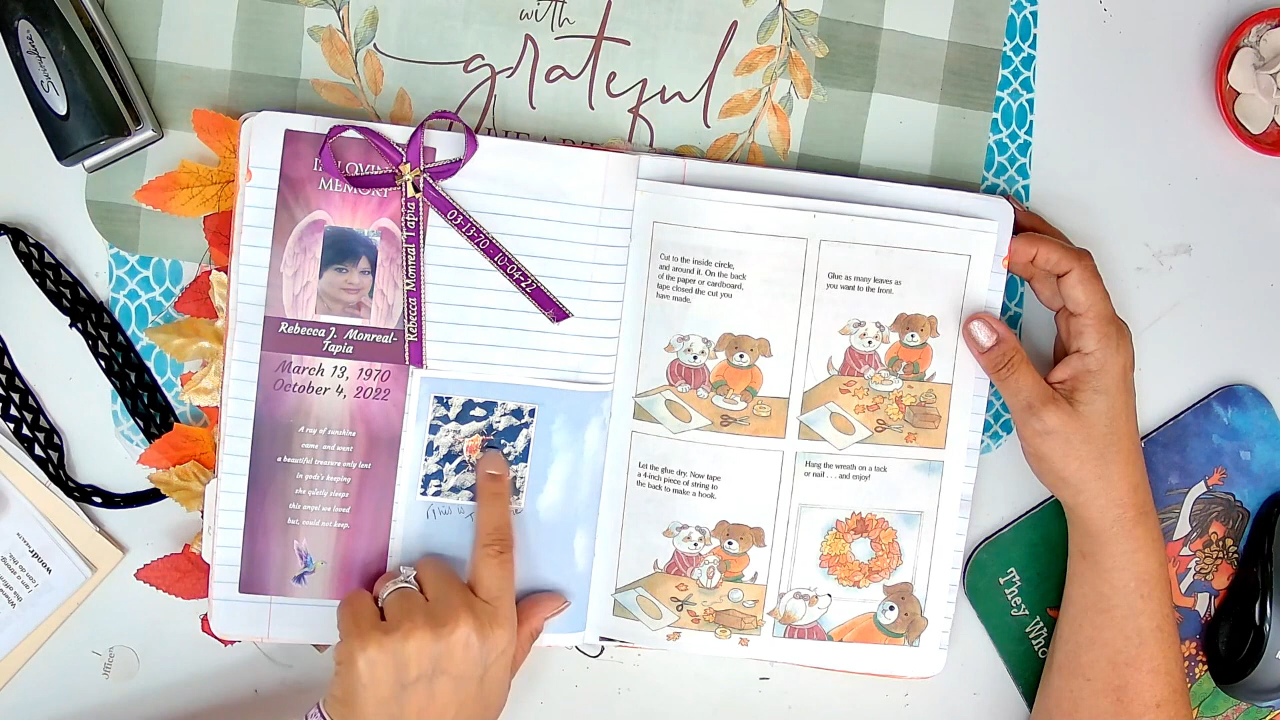 with
grateful
IN LOVING
MEMORY
Rebecca J. Monreal-
Tapia
March 13, 1970
October 4, 2022
A ray of sunshine
came and went
a beautiful treasure only lent
in gods's keeping
she quietly sleeps
this angel we loved
but, could not keep.
Rebecca Monreal Tapia
03-13-70 10-04-22
This is
Cut to the inside circle,
and around it. On the back
of the paper or cardboard,
tape closed the cut you
have made.
Glue as many leaves as
you want to the front.
Let the glue dry. Now tape
a 4-inch piece of string to
the back to make a hook.
Hang the wreath on a tack
or nail . . . and enjoy!
They Who